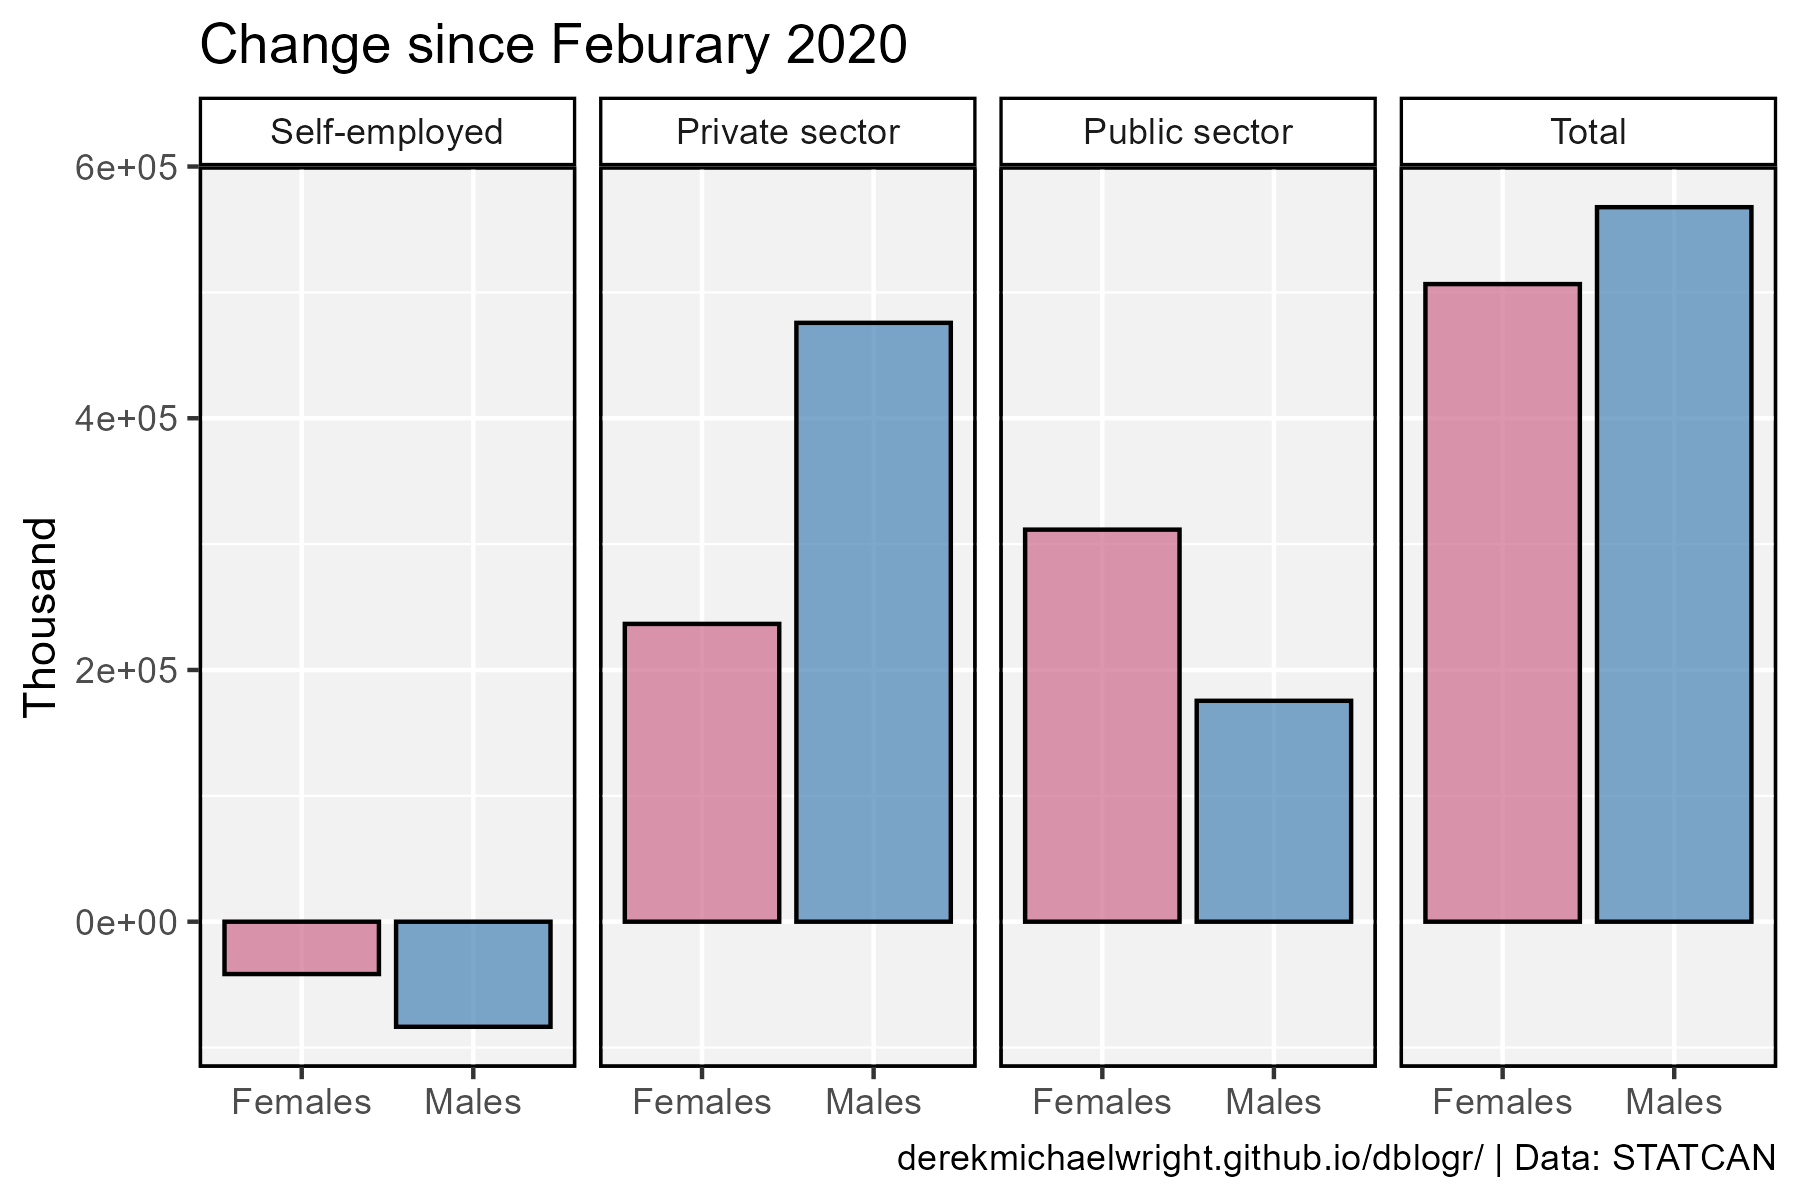 Change since Feburary 2020
Self-employed
Private sector
Public sector
Total
6e+05
4e+05
2e+05
0e+00
Thousand
Females
Males
Females
Males
Females
Males
Females
Males
derekmichaelwright.github.io/dblogr/ | Data: STATCAN